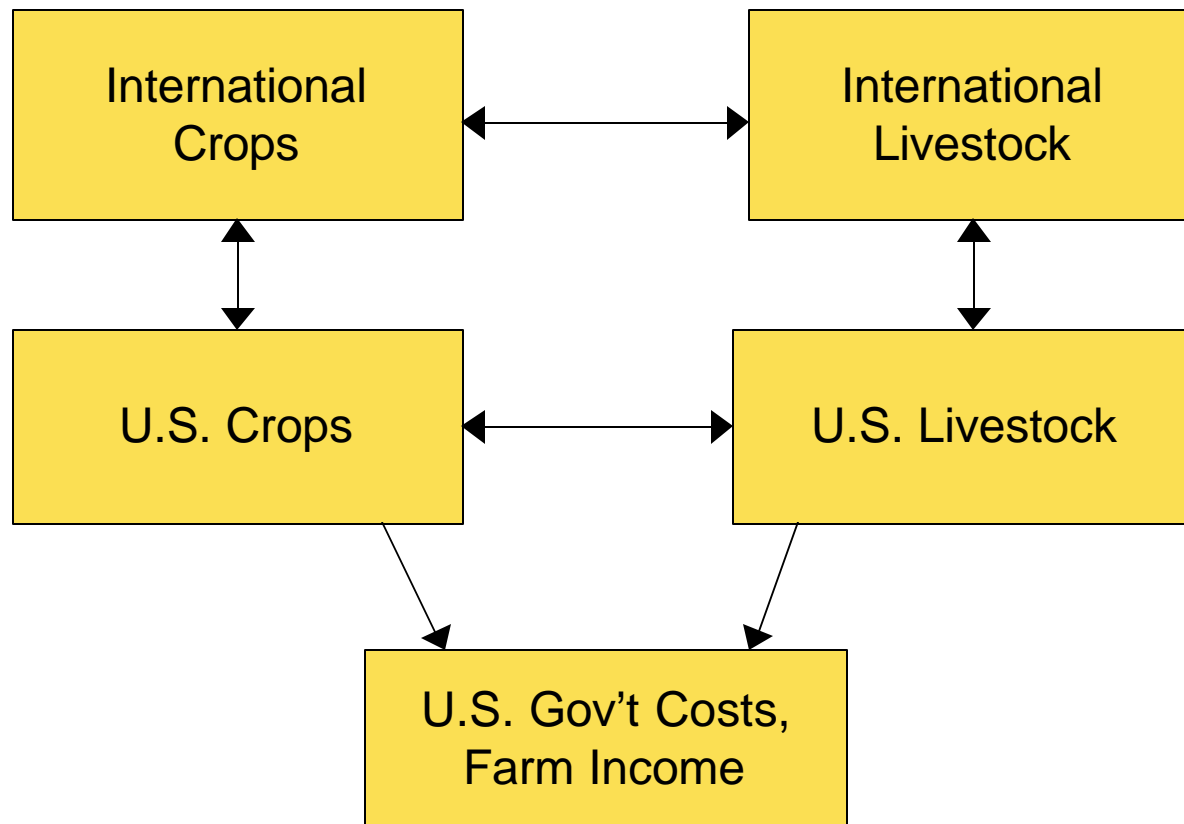 International
Crops
International
Livestock
U.S. Crops
U.S. Livestock
U.S. Gov’t Costs,
Farm Income